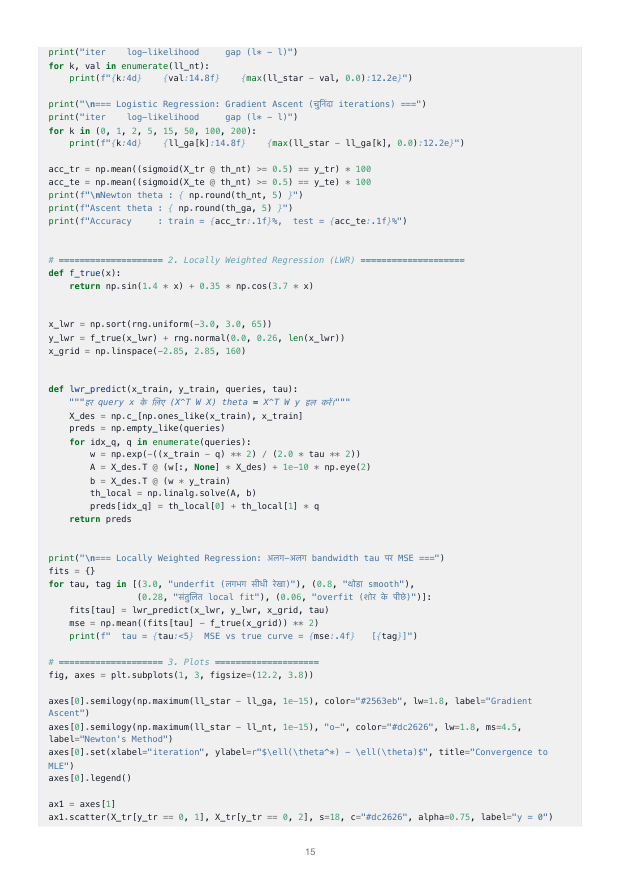 print("iter    log-likelihood     gap (l* − l)")
for k, val in enumerate(ll_nt):
    print(f"{k:4d}    {val:14.8f}    {max(ll_star - val, 0.0):12.2e}")
print("\n=== Logistic Regression: Gradient Ascent (चुनिंदा iterations) ===")
print("iter    log-likelihood     gap (l* − l)")
for k in (0, 1, 2, 5, 15, 50, 100, 200):
    print(f"{k:4d}    {ll_ga[k]:14.8f}    {max(ll_star - ll_ga[k], 0.0):12.2e}")
acc_tr = np.mean((sigmoid(X_tr @ th_nt) >= 0.5) == y_tr) * 100
acc_te = np.mean((sigmoid(X_te @ th_nt) >= 0.5) == y_te) * 100
print(f"\nNewton theta : { np.round(th_nt, 5) }")
print(f"Ascent theta : { np.round(th_ga, 5) }")
print(f"Accuracy     : train = {acc_tr:.1f}%,  test = {acc_te:.1f}%")
# ==================== 2. Locally Weighted Regression (LWR) ====================
def f_true(x):
    return np.sin(1.4 * x) + 0.35 * np.cos(3.7 * x)
x_lwr = np.sort(rng.uniform(-3.0, 3.0, 65))
y_lwr = f_true(x_lwr) + rng.normal(0.0, 0.26, len(x_lwr))
x_grid = np.linspace(-2.85, 2.85, 160)
def lwr_predict(x_train, y_train, queries, tau):
    """हर query x के लिए (X^T W X) theta = X^T W y हल करें।"""
    X_des = np.c_[np.ones_like(x_train), x_train]
    preds = np.empty_like(queries)
    for idx_q, q in enumerate(queries):
        w = np.exp(-((x_train - q) ** 2) / (2.0 * tau ** 2))
        A = X_des.T @ (w[:, None] * X_des) + 1e-10 * np.eye(2)
        b = X_des.T @ (w * y_train)
        th_local = np.linalg.solve(A, b)
        preds[idx_q] = th_local[0] + th_local[1] * q
    return preds
print("\n=== Locally Weighted Regression: अलग-अलग bandwidth tau पर MSE ===")
fits = {}
for tau, tag in [(3.0, "underfit (लगभग सीधी रेखा)"), (0.8, "थोड़ा smooth"),
                 (0.28, "संतुलित local fit"), (0.06, "overfit (शोर के पीछे)")]:
    fits[tau] = lwr_predict(x_lwr, y_lwr, x_grid, tau)
    mse = np.mean((fits[tau] - f_true(x_grid)) ** 2)
    print(f"  tau = {tau:<5}  MSE vs true curve = {mse:.4f}   [{tag}]")
# ==================== 3. Plots ====================
fig, axes = plt.subplots(1, 3, figsize=(12.2, 3.8))
axes[0].semilogy(np.maximum(ll_star - ll_ga, 1e-15), color="#2563eb", lw=1.8, label="Gradient
Ascent")
axes[0].semilogy(np.maximum(ll_star - ll_nt, 1e-15), "o-", color="#dc2626", lw=1.8, ms=4.5,
label="Newton's Method")
axes[0].set(xlabel="iteration", ylabel=r"$\ell(\theta^*) - \ell(\theta)$", title="Convergence to
MLE")
axes[0].legend()
ax1 = axes[1]
ax1.scatter(X_tr[y_tr == 0, 1], X_tr[y_tr == 0, 2], s=18, c="#dc2626", alpha=0.75, label="y = 0")
15